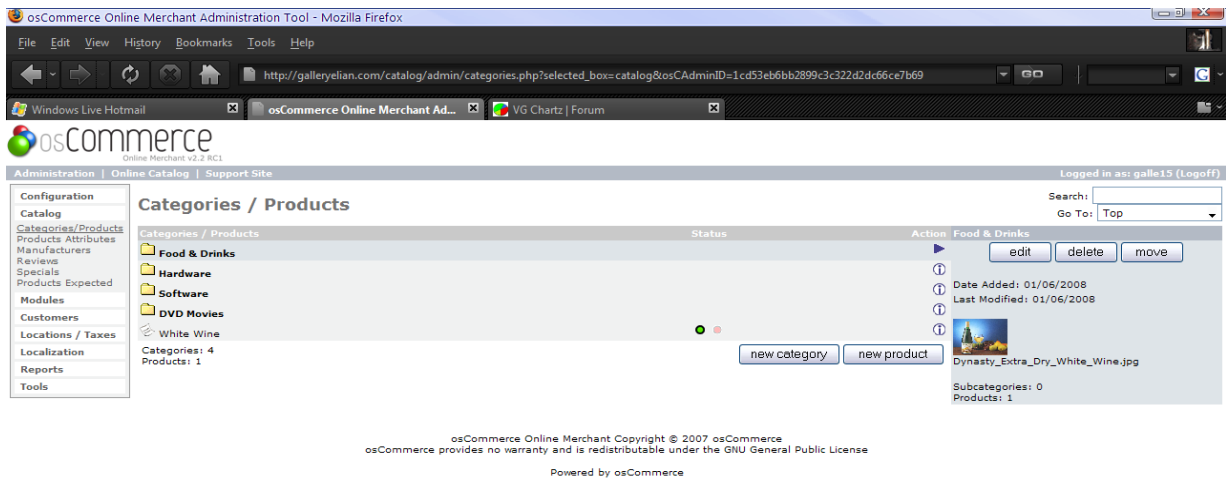 osCommerce Online Merchant Administration Tool - Mozilla Firefox
File Edit View History Bookmarks Tools Help
http://galleryelian.com/catalog/admin/categories.php?selected_box=catalog&osCAdminID=1cd53eb6bb2899c3c322d2dc66ce7b69 GO G
Windows Live Hotmail osCommerce Online Merchant Ad... VG Chartz | Forum
osCommerce
Online Merchant v2.2 RC1
Administration | Online Catalog | Support Site Logged in as: galle15 (Logoff)
Configuration
Catalog
Categories/Products
Products Attributes
Manufacturers
Reviews
Specials
Products Expected
Modules
Customers
Locations / Taxes
Localization
Reports
Tools
Categories / Products
Search:
Go To: Top
Categories / Products Status Action
Food & Drinks
Hardware
Software
DVD Movies
White Wine
Categories: 4
Products: 1
new category new product
Food & Drinks
edit delete move
Date Added: 01/06/2008
Last Modified: 01/06/2008
Dynasty_Extra_Dry_White_Wine.jpg
Subcategories: 0
Products: 1
osCommerce Online Merchant Copyright © 2007 osCommerce
osCommerce provides no warranty and is redistributable under the GNU General Public License
Powered by osCommerce